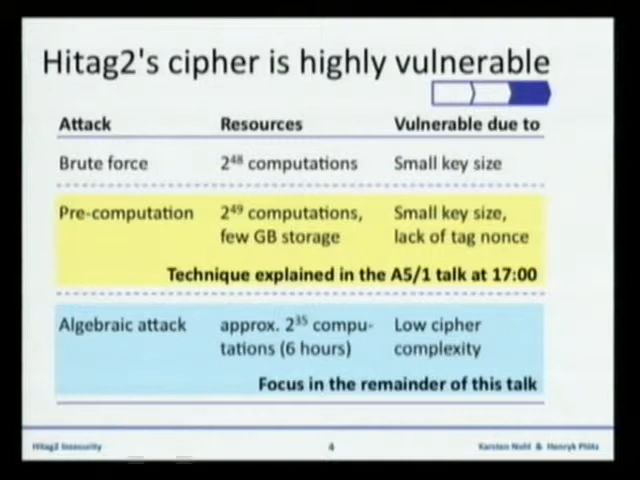 Hitag2's cipher is highly vulnerable
Attack Resources Vulnerable due to
Brute force 2⁴⁸ computations Small key size
Pre-computation 2⁴⁹ computations, Small key size,
few GB storage lack of tag nonce
Technique explained in the A5/1 talk at 17:00
Algebraic attack approx. 2³⁵ compu- Low cipher
tations (6 hours) complexity
Focus in the remainder of this talk
Hitag2 Insecurity 4 Karsten Nohl & Henryk Plötz